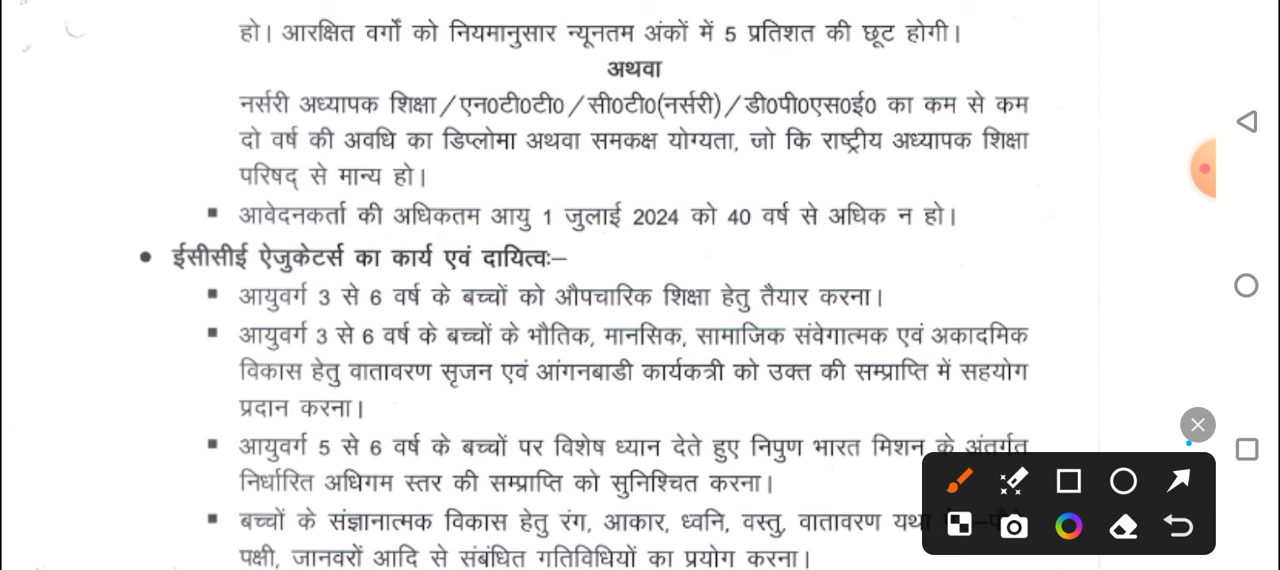 हो। आरक्षित वर्गों को नियमानुसार न्यूनतम अंकों में 5 प्रतिशत की छूट होगी।
अथवा
नर्सरी अध्यापक शिक्षा/एन0टी0टी0/सी0टी0(नर्सरी)/डी0पी0एस0ई0 का कम से कम
दो वर्ष की अवधि का डिप्लोमा अथवा समकक्ष योग्यता, जो कि राष्ट्रीय अध्यापक शिक्षा
परिषद् से मान्य हो।
▪ आवेदनकर्ता की अधिकतम आयु 1 जुलाई 2024 को 40 वर्ष से अधिक न हो।
• ईसीसीई ऐजुकेटर्स का कार्य एवं दायित्वः–
▪ आयुवर्ग 3 से 6 वर्ष के बच्चों को औपचारिक शिक्षा हेतु तैयार करना।
▪ आयुवर्ग 3 से 6 वर्ष के बच्चों के भौतिक, मानसिक, सामाजिक संवेगात्मक एवं अकादमिक
विकास हेतु वातावरण सृजन एवं आंगनबाडी कार्यकत्री को उक्त की सम्प्राप्ति में सहयोग
प्रदान करना।
▪ आयुवर्ग 5 से 6 वर्ष के बच्चों पर विशेष ध्यान देते हुए निपुण भारत मिशन के अंतर्गत
निर्धारित अधिगम स्तर की सम्प्राप्ति को सुनिश्चित करना।
▪ बच्चों के संज्ञानात्मक विकास हेतु रंग, आकार, ध्वनि, वस्तु, वातावरण यथा
पक्षी, जानवरों आदि से संबंधित गतिविधियों का प्रयोग करना।